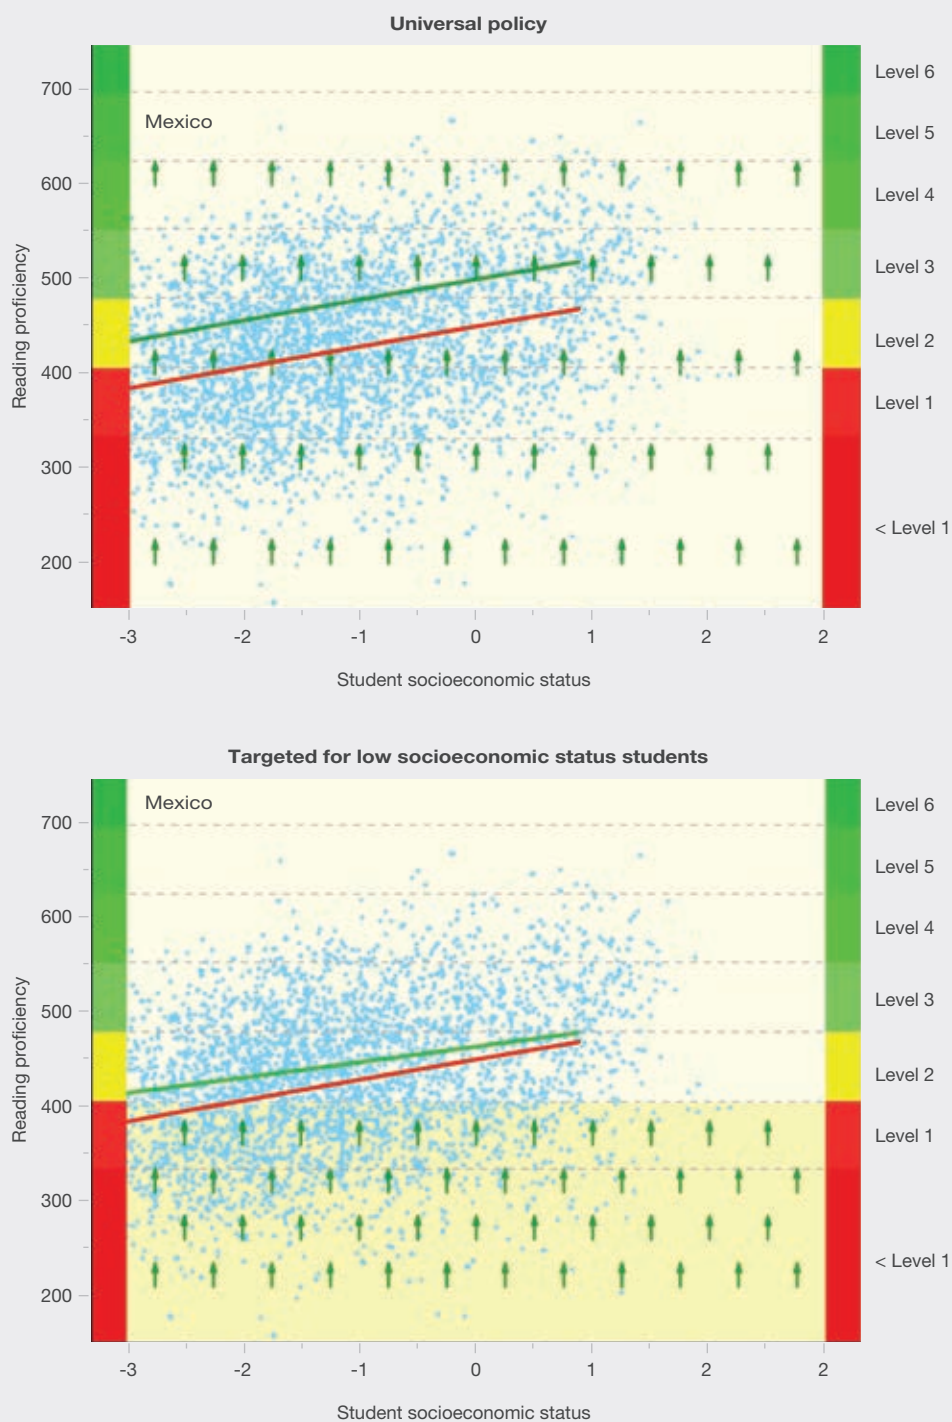 Universal policy
700
600
500
400
300
200
Reading proficiency
Mexico
Level 6
Level 5
Level 4
Level 3
Level 2
Level 1
< Level 1
-3 -2 -1 0 1 2 2
Student socioeconomic status
Targeted for low socioeconomic status students
700
600
500
400
300
200
Reading proficiency
Mexico
Level 6
Level 5
Level 4
Level 3
Level 2
Level 1
< Level 1
-3 -2 -1 0 1 2 2
Student socioeconomic status